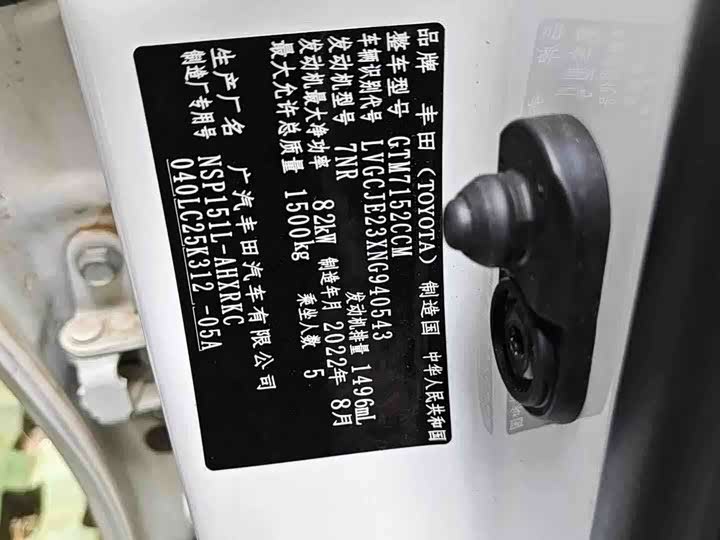 品牌 丰田（TOYOTA） 制造国 中华人民共和国
整车型号 GTM7152CCM
车辆识别代号 LVGCJE23XNG940543
发动机型号 7NR 发动机排量 1496mL
发动机最大净功率 82kW 制造年月 2022年 8月
最大允许总质量 1500kg 乘坐人数 5
生产厂名 广汽丰田汽车有限公司
制造厂专用号 NSP151L-AHXRKC
040LC25K312 -05A